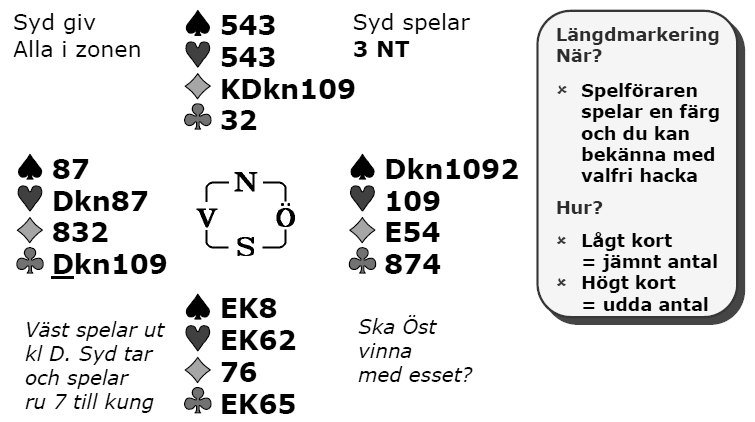 Syd giv
Alla i zonen
♠ 543
♥ 543
♦ KDkn109
♣ 32
Syd spelar
3 NT
♠ 87
♥ Dkn87
♦ 832
♣ Dkn109
N
V Ö
S
♠ Dkn1092
♥ 109
♦ E54
♣ 874
♠ EK8
♥ EK62
♦ 76
♣ EK65
Väst spelar ut
kl D. Syd tar
och spelar
ru 7 till kung
Ska Öst
vinna
med esset?
Längdmarkering
När?
× Spelföraren
spelar en färg
och du kan
bekänna med
valfri hacka
Hur?
× Lågt kort
= jämnt antal
× Högt kort
= udda antal